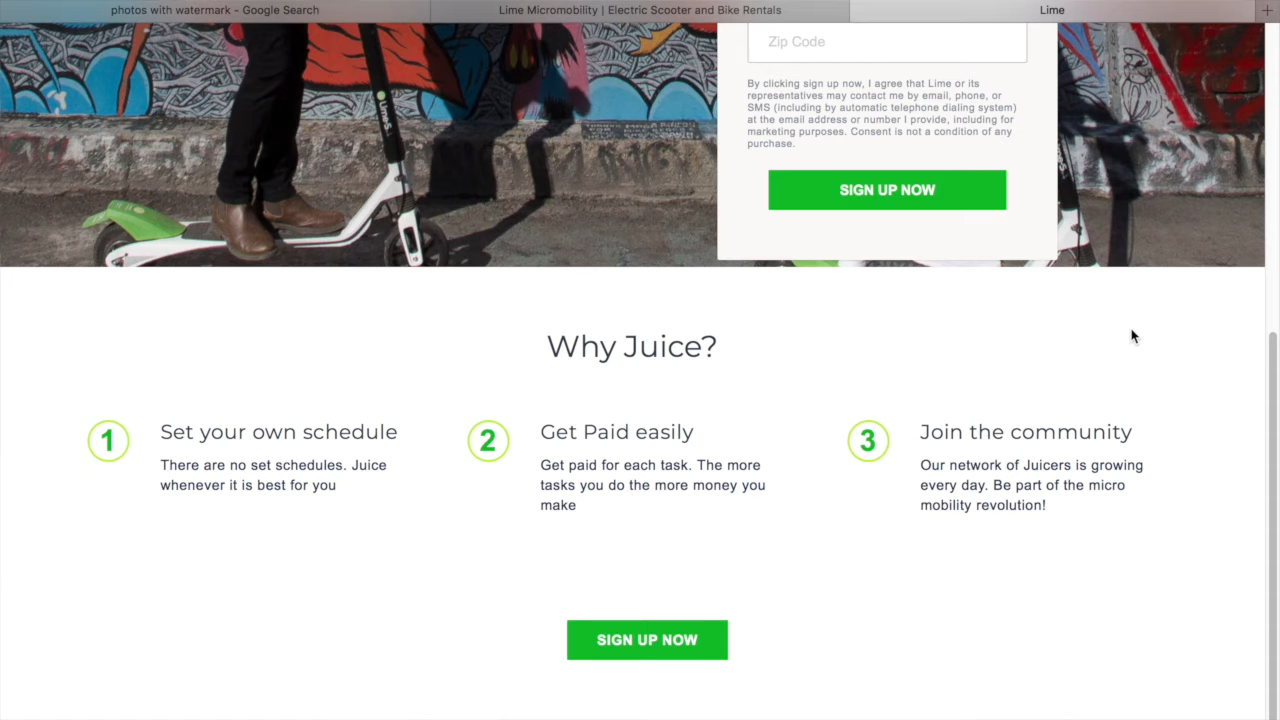 photos with watermark - Google Search
Lime Micromobility | Electric Scooter and Bike Rentals
Lime
Zip Code
By clicking sign up now, I agree that Lime or its
representatives may contact me by email, phone, or
SMS (including by automatic telephone dialing system)
at the email address or number I provide, including for
marketing purposes. Consent is not a condition of any
purchase.
SIGN UP NOW
Lime-S
Why Juice?
1
Set your own schedule
There are no set schedules. Juice
whenever it is best for you
2
Get Paid easily
Get paid for each task. The more
tasks you do the more money you
make
3
Join the community
Our network of Juicers is growing
every day. Be part of the micro
mobility revolution!
SIGN UP NOW